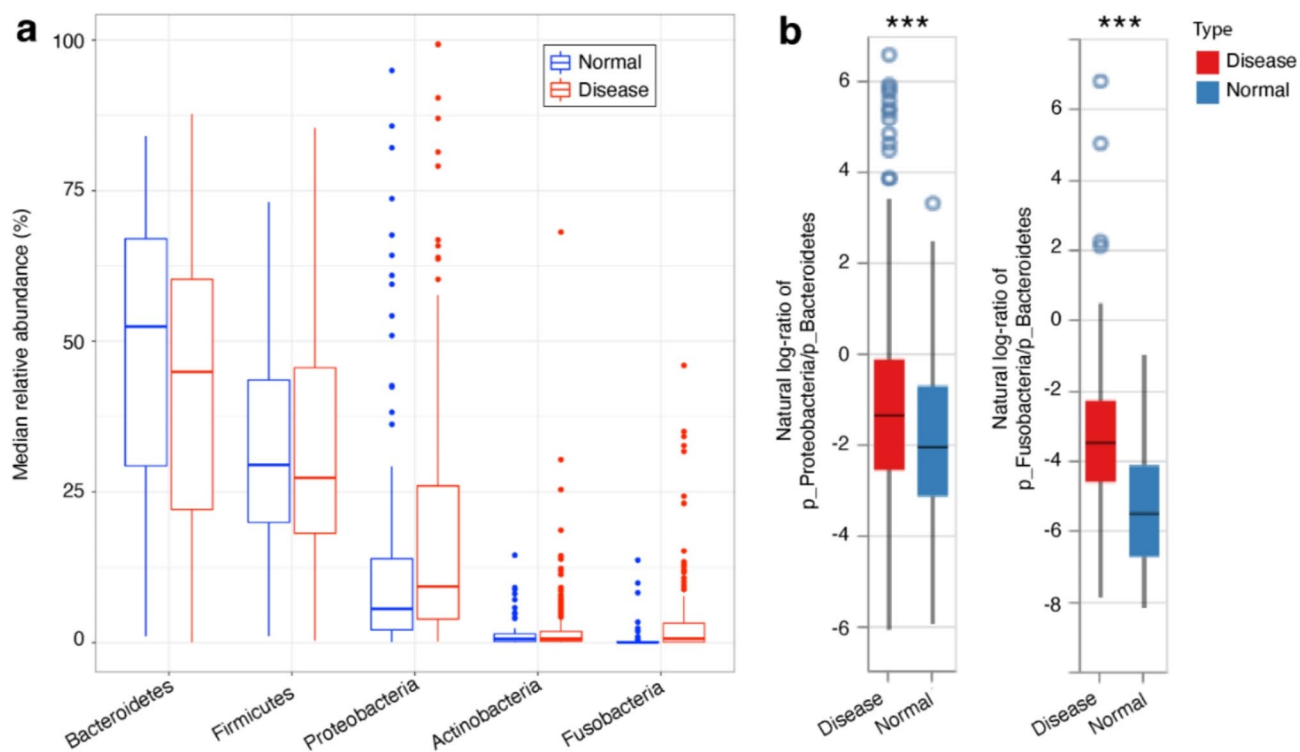 a
100
75
50
25
0
Median relative abundance (%)
Normal
Disease
Bacteroidetes
Firmicutes
Proteobacteria
Actinobacteria
Fusobacteria
b
***
6
4
2
0
-2
-4
-6
Natural log-ratio of
p_Proteobacteria/p_Bacteroidetes
Disease
Normal
***
6
4
2
0
-2
-4
-6
-8
Natural log-ratio of
p_Fusobacteria/p_Bacteroidetes
Disease
Normal
Type
Disease
Normal